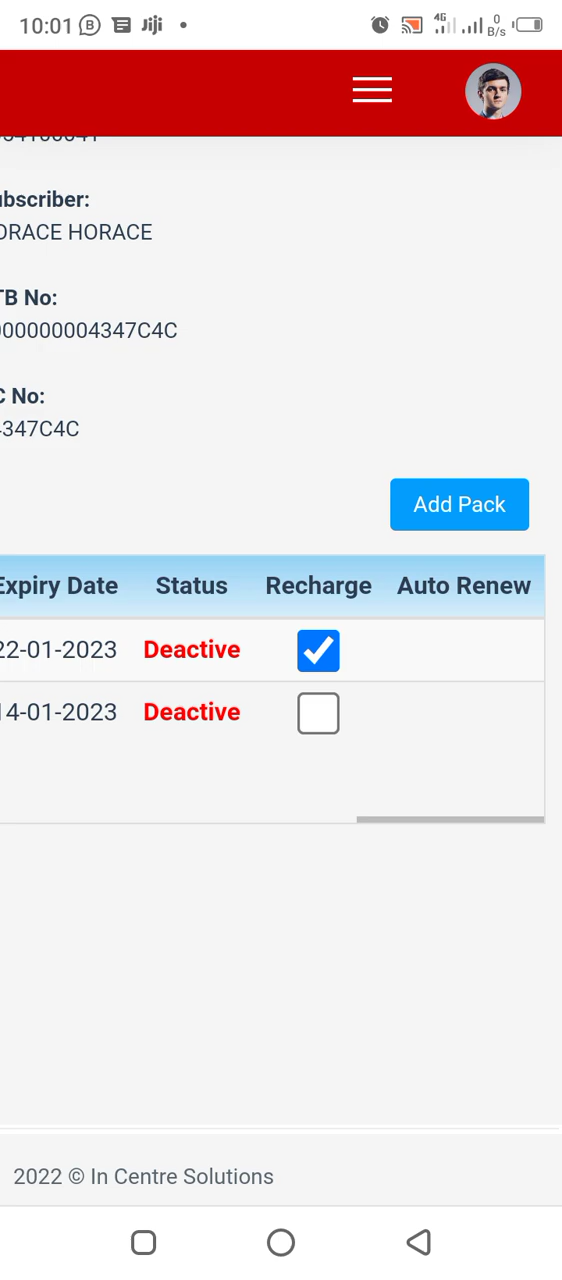 10:01 B Jiji 4G 0 B/s
ubscriber:
ORACE HORACE
TB No:
000000004347C4C
C No:
4347C4C
Add Pack
Expiry Date Status Recharge Auto Renew
22-01-2023 Deactive
14-01-2023 Deactive
2022 © In Centre Solutions